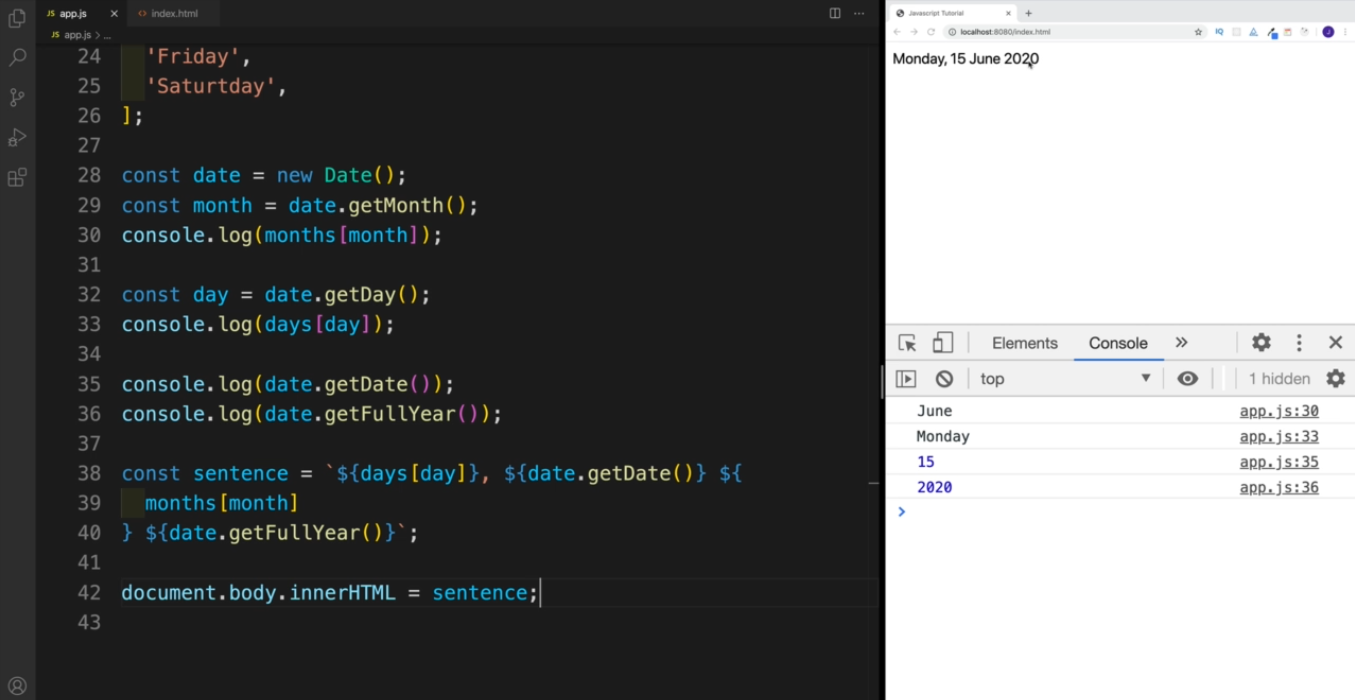 JS app.js × <> index.html
JS app.js > ...
24 'Friday',
25 'Saturtday',
26 ];
27
28 const date = new Date();
29 const month = date.getMonth();
30 console.log(months[month]);
31
32 const day = date.getDay();
33 console.log(days[day]);
34
35 console.log(date.getDate());
36 console.log(date.getFullYear());
37
38 const sentence = `${days[day]}, ${date.getDate()} ${
39 months[month]
40 } ${date.getFullYear()}`;
41
42 document.body.innerHTML = sentence;
43
Javascript Tutorial
localhost:8080/index.html
IQ J
Monday, 15 June 2020
Elements Console »
top 1 hidden
June app.js:30
Monday app.js:33
15 app.js:35
2020 app.js:36
>